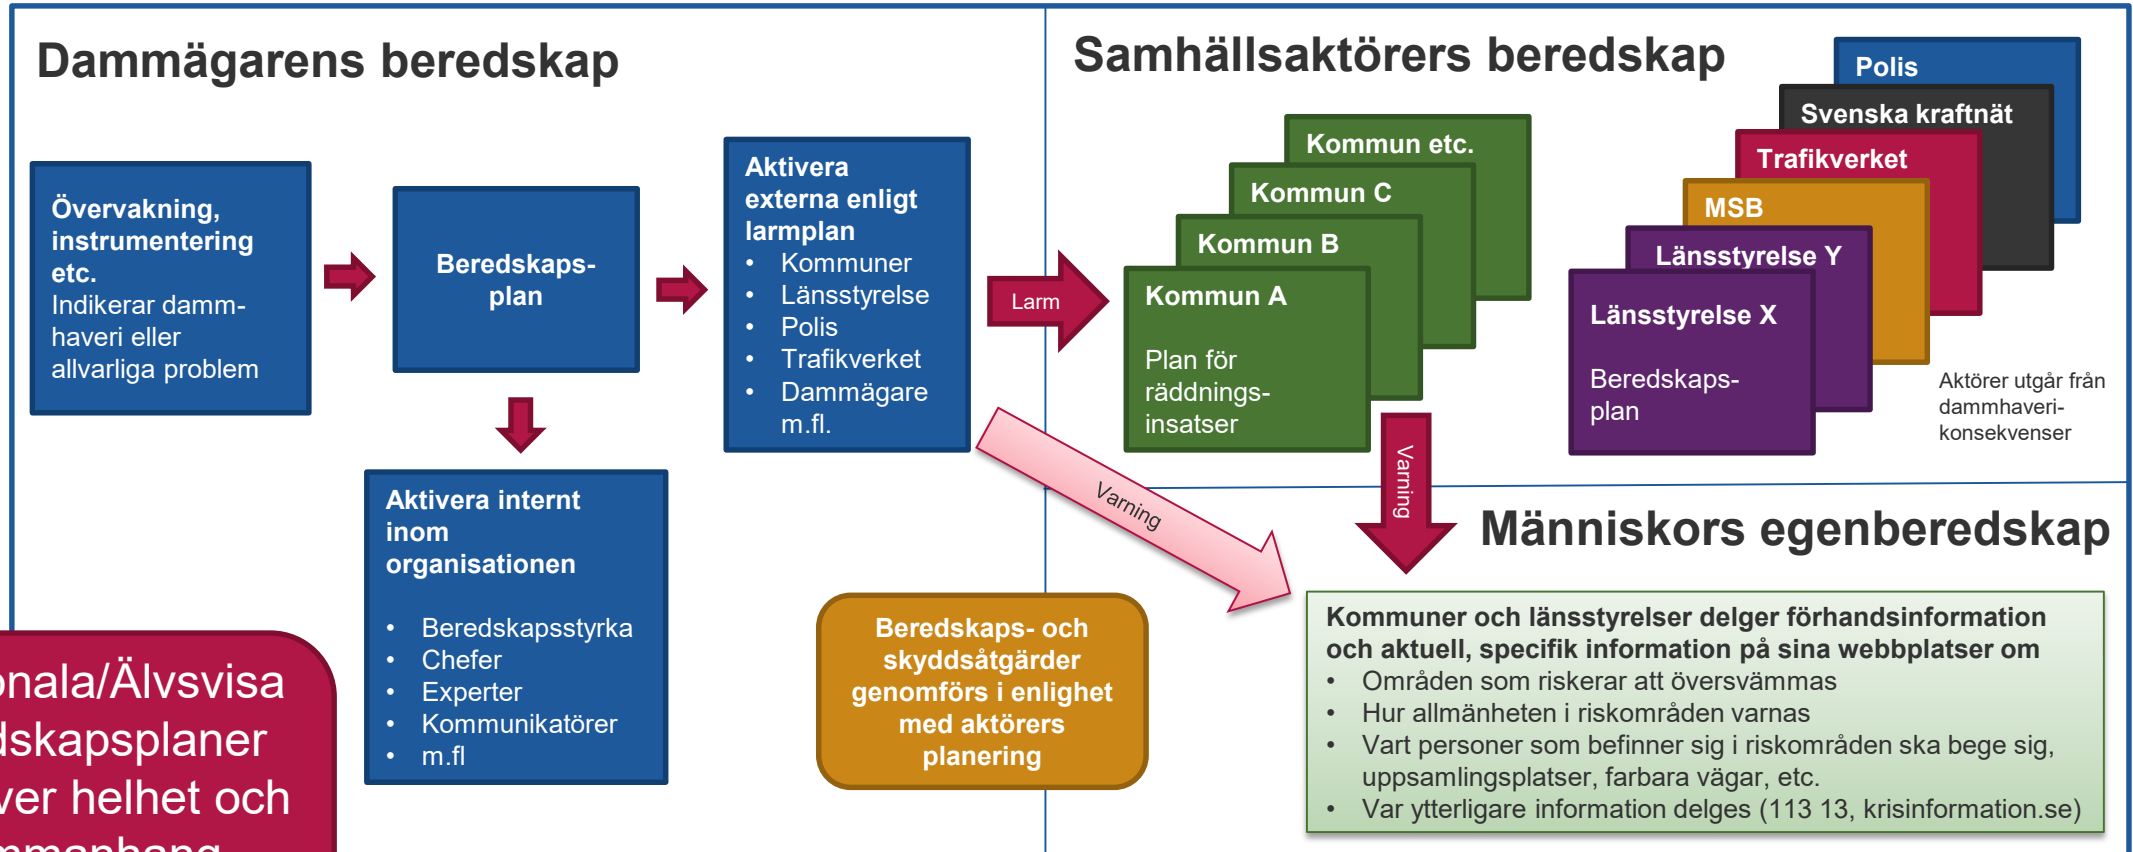 Dammägarens beredskap
Övervakning,
instrumentering
etc.
Indikerar damm-
haveri eller
allvarliga problem
Beredskaps-
plan
Aktivera
externa enligt
larmplan
• Kommuner
• Länsstyrelse
• Polis
• Trafikverket
• Dammägare
m.fl.
Aktivera internt
inom
organisationen
• Beredskapsstyrka
• Chefer
• Experter
• Kommunikatörer
• m.fl
Älvsvisa
helhet och
Larm
Varning
Beredskaps- och
skyddsåtgärder
genomförs i enlighet
med aktörers
planering
Samhällsaktörers beredskap
Kommun etc.
Kommun C
Kommun B
Kommun A
Plan för
räddnings-
insatser
Polis
Svenska kraftnät
Trafikverket
MSB
Länsstyrelse Y
Länsstyrelse X
Beredskaps-
plan
Aktörer utgår från
dammhaveri-
konsekvenser
Varning
Människors egenberedskap
Kommuner och länsstyrelser delger förhandsinformation
och aktuell, specifik information på sina webbplatser om
• Områden som riskerar att översvämmas
• Hur allmänheten i riskområden varnas
• Vart personer som befinner sig i riskområden ska bege sig,
uppsamlingsplatser, farbara vägar, etc.
• Var ytterligare information delges (113 13, krisinformation.se)